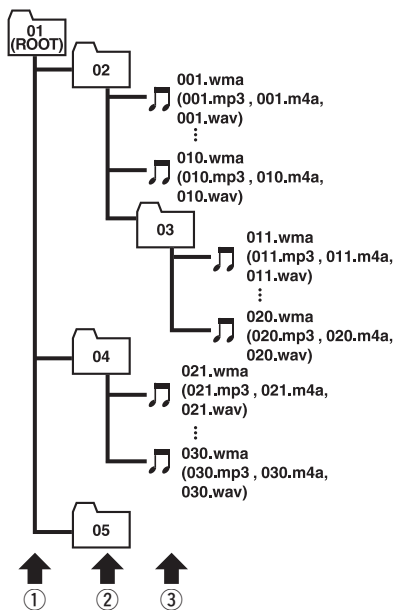 01
(ROOT)
02
001.wma
(001.mp3 , 001.m4a,
001.wav)
010.wma
(010.mp3 , 010.m4a,
010.wav)
03
011.wma
(011.mp3 , 011.m4a,
011.wav)
020.wma
(020.mp3 , 020.m4a,
020.wav)
04
021.wma
(021.mp3 , 021.m4a,
021.wav)
030.wma
(030.mp3 , 030.m4a,
030.wav)
05
① ② ③